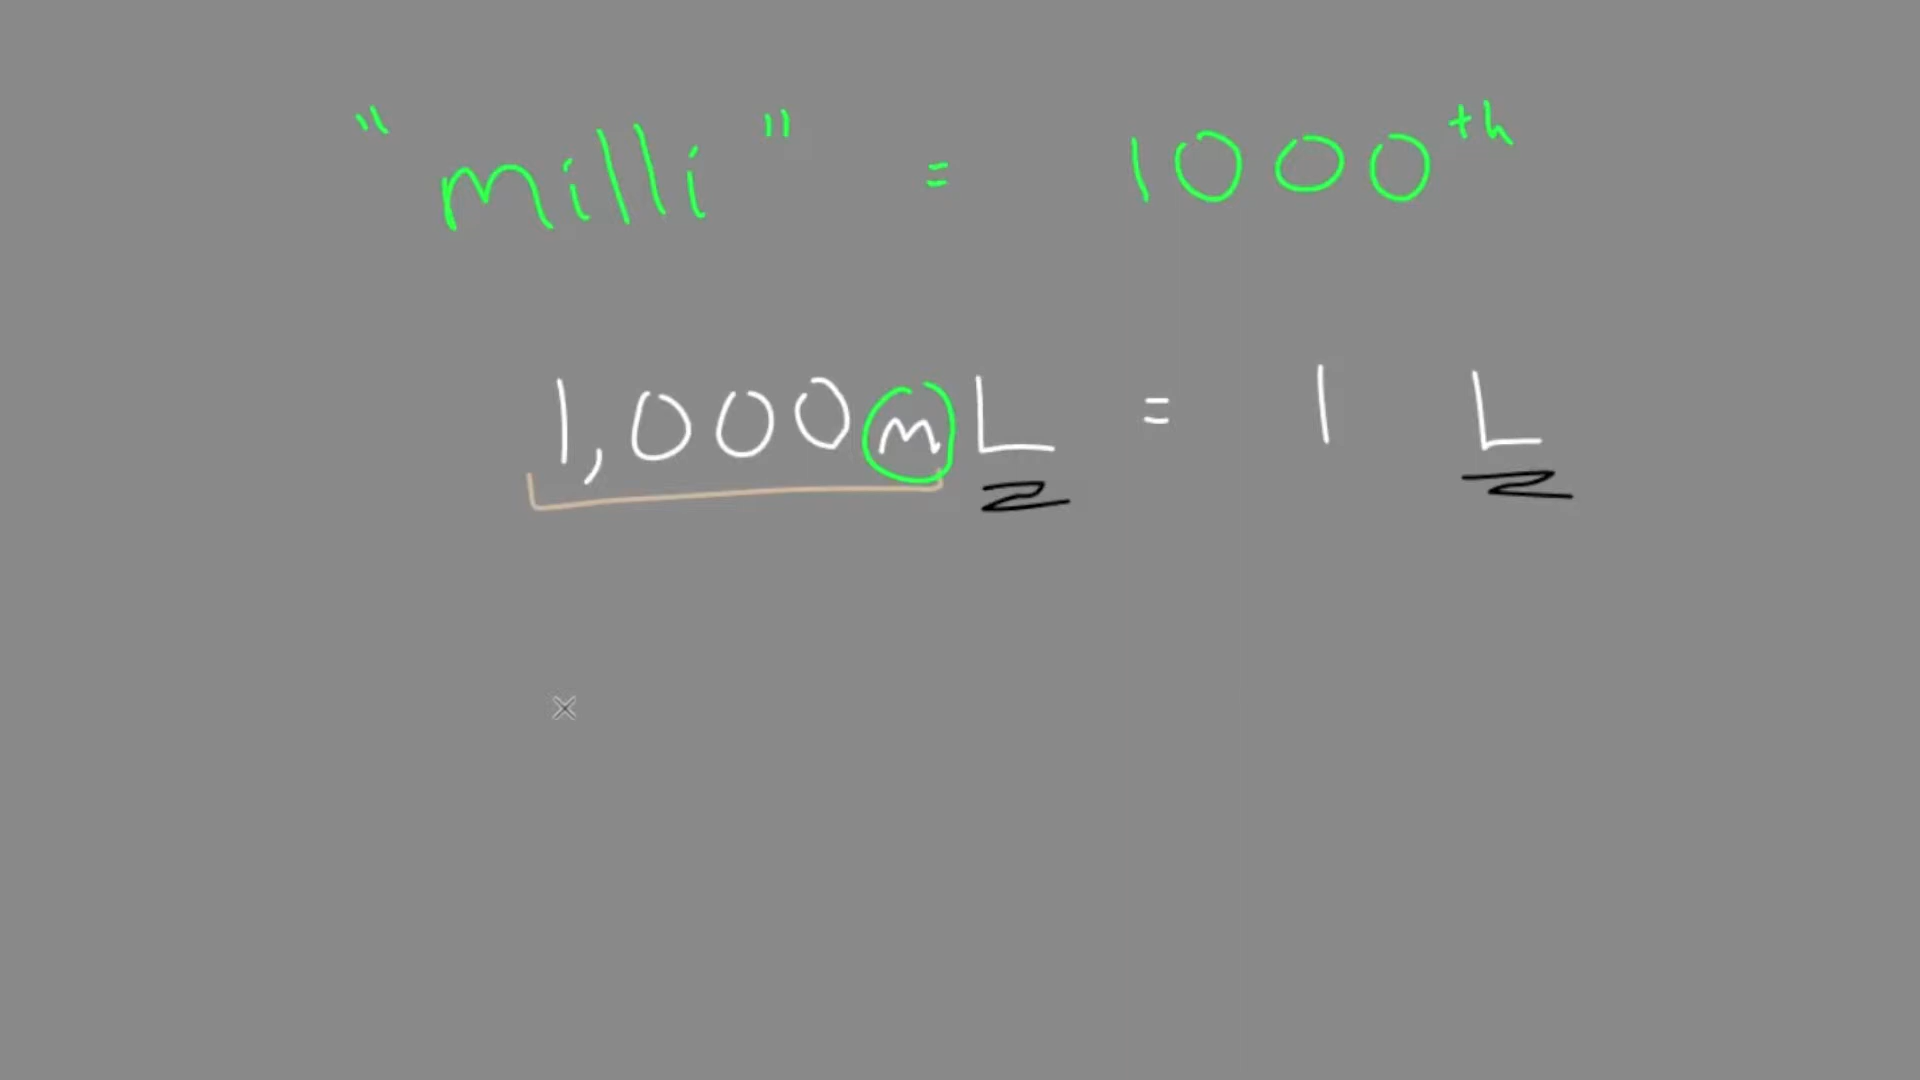 "milli" = 1000th
1,000mL = 1 L